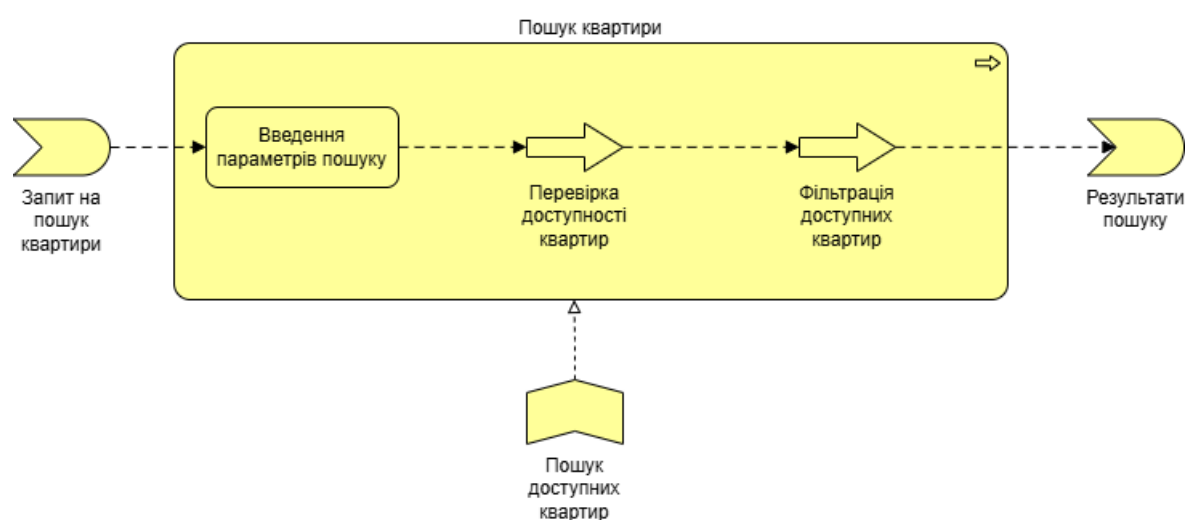 Пошук квартири
Введення
параметрів пошуку
Запит на
пошук
квартири
Перевірка
доступності
квартир
Фільтрація
доступних
квартир
Результати
пошуку
Пошук
доступних
квартир